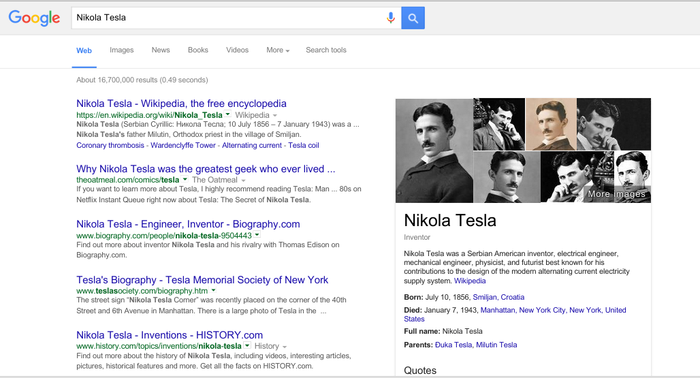 Google
Nikola Tesla
Web Images News Books Videos More Search tools
About 16,700,000 results (0.49 seconds)
Nikola Tesla - Wikipedia, the free encyclopedia
https://en.wikipedia.org/wiki/Nikola_Tesla Wikipedia
Nikola Tesla (Serbian Cyrillic: Никола Тесла; 10 July 1856 – 7 January 1943) was a ...
Nikola Tesla's father Milutin, Orthodox priest in the village of Smiljan.
Coronary thrombosis - Wardenclyffe Tower - Alternating current - Tesla coil
Why Nikola Tesla was the greatest geek who ever lived ...
theoatmeal.com/comics/tesla The Oatmeal
If you want to learn more about Tesla, I highly recommend reading Tesla: Man ... 80s on
Netflix Instant Queue right now about Tesla: The Secret of Nikola Tesla.
Nikola Tesla - Engineer, Inventor - Biography.com
www.biography.com/people/nikola-tesla-9504443
Find out more about inventor Nikola Tesla and his rivalry with Thomas Edison on
Biography.com.
Tesla's Biography - Tesla Memorial Society of New York
www.teslasociety.com/biography.htm
The street sign "Nikola Tesla Corner" was recently placed on the corner of the 40th
Street and 6th Avenue in Manhattan. There is a large photo of Tesla in the ...
Nikola Tesla - Inventions - HISTORY.com
www.history.com/topics/inventions/nikola-tesla History
Find out more about the history of Nikola Tesla, including videos, interesting articles,
pictures, historical features and more. Get all the facts on HISTORY.com.
More images
Nikola Tesla
Inventor
Nikola Tesla was a Serbian American inventor, electrical engineer,
mechanical engineer, physicist, and futurist best known for his
contributions to the design of the modern alternating current electricity
supply system. Wikipedia
Born: July 10, 1856, Smiljan, Croatia
Died: January 7, 1943, Manhattan, New York City, New York, United
States
Full name: Nikola Tesla
Parents: Đuka Tesla, Milutin Tesla
Quotes